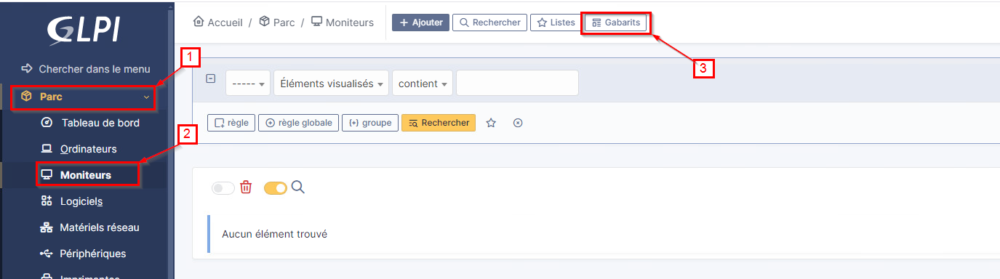 GLPI
Chercher dans le menu
Parc
Tableau de bord
Ordinateurs
Moniteurs
Logiciels
Matériels réseau
Périphériques
Imprimantes
1
2
Accueil / Parc / Moniteurs
+ Ajouter
Rechercher
Listes
Gabarits
3
-----
Éléments visualisés
contient
règle
règle globale
groupe
Rechercher
Aucun élément trouvé